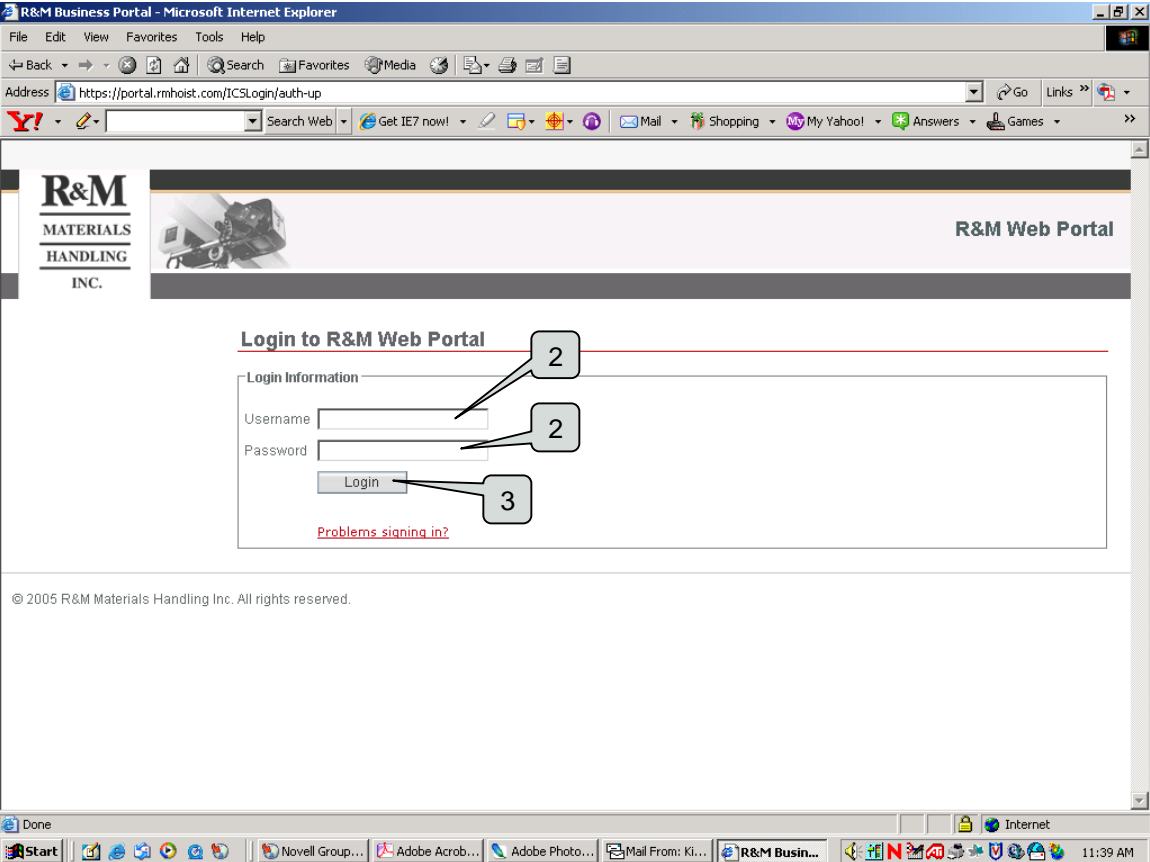 R&M Business Portal - Microsoft Internet Explorer
File Edit View Favorites Tools Help
Back Search Favorites Media
Address https://portal.rmhoist.com/ICSLogin/auth-up Go Links »
Y! Search Web Get IE7 now! Mail Shopping My My Yahoo! Answers Games »
R&M
MATERIALS
HANDLING
INC.
R&M Web Portal
Login to R&M Web Portal
2
Login Information
Username
2
Password
Login
3
Problems signing in?
© 2005 R&M Materials Handling Inc. All rights reserved.
Done Internet
Start Novell Group... Adobe Acrob... Adobe Photo... Mail From: Ki... R&M Busin... N 11:39 AM